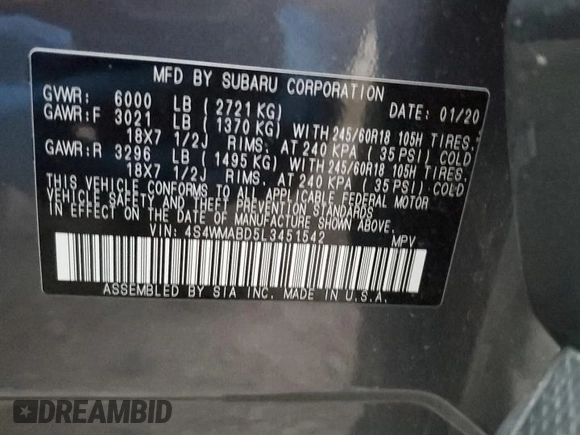 MFD BY SUBARU CORPORATION
GVWR: 6000 LB (2721 KG) DATE: 01/20
GAWR:F 3021 LB (1370 KG) WITH 245/60R18 105H TIRES,
18X7 1/2J RIMS, AT 240 KPA (35 PSI) COLD
GAWR:R 3296 LB (1495 KG) WITH 245/60R18 105H TIRES,
18X7 1/2J RIMS, AT 240 KPA (35 PSI) COLD
THIS VEHICLE CONFORMS TO ALL APPLICABLE FEDERAL MOTOR
VEHICLE SAFETY AND THEFT PREVENTION STANDARDS
IN EFFECT ON THE DATE OF MANUFACTURE SHOWN ABOVE.
VIN: 4S4WMABD5L3451542 MPV
ASSEMBLED BY SIA INC. MADE IN U.S.A.
DREAMBID